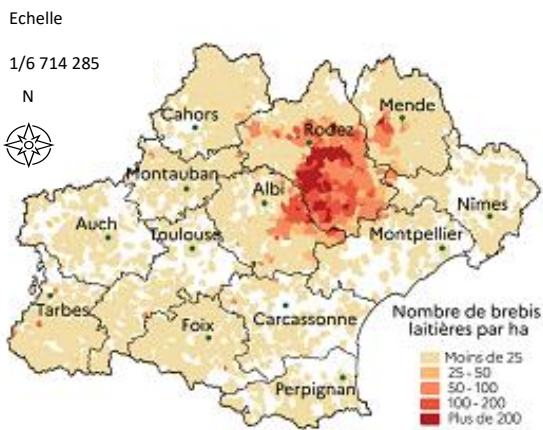 Echelle
1/6 714 285
N
Cahors
Mende
Rodez
Montauban
Albi
Nîmes
Auch
Toulouse
Montpellier
Tarbes
Foix
Carcassonne
Perpignan
Nombre de brebis
laitières par ha
Moins de 25
25 - 50
50 - 100
100 - 200
Plus de 200